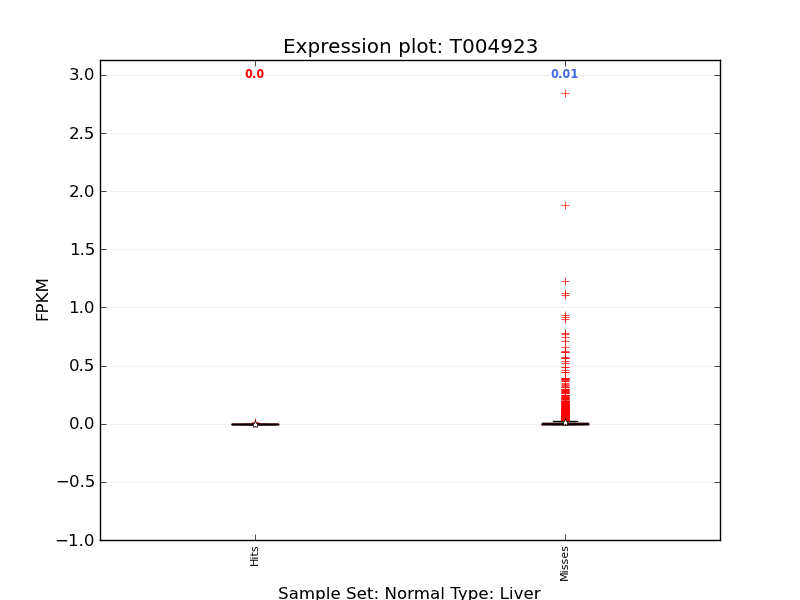 Expression plot: T004923
0.0
0.01
3.0
2.5
2.0
1.5
1.0
0.5
0.0
−0.5
−1.0
FPKM
Hits
Misses
Sample Set: Normal Type: Liver